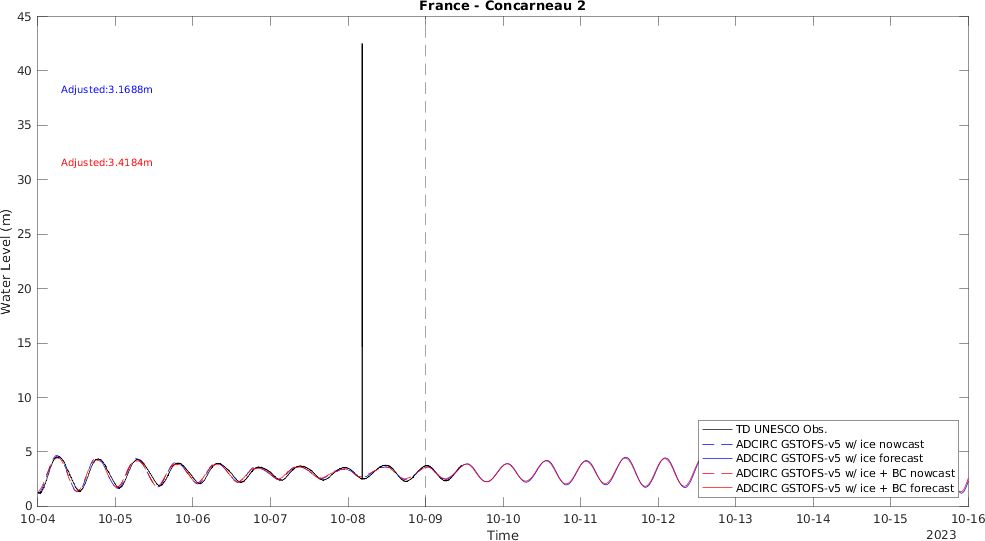 France - Concarneau 2
45
40
35
30
25
20
15
10
5
0
Water Level (m)
Adjusted:3.1688m
Adjusted:3.4184m
TD UNESCO Obs.
ADCIRC GSTOFS-v5 w/ ice nowcast
ADCIRC GSTOFS-v5 w/ ice forecast
ADCIRC GSTOFS-v5 w/ ice + BC nowcast
ADCIRC GSTOFS-v5 w/ ice + BC forecast
10-04 10-05 10-06 10-07 10-08 10-09 10-10 10-11 10-12 10-13 10-14 10-15 10-16
Time
2023